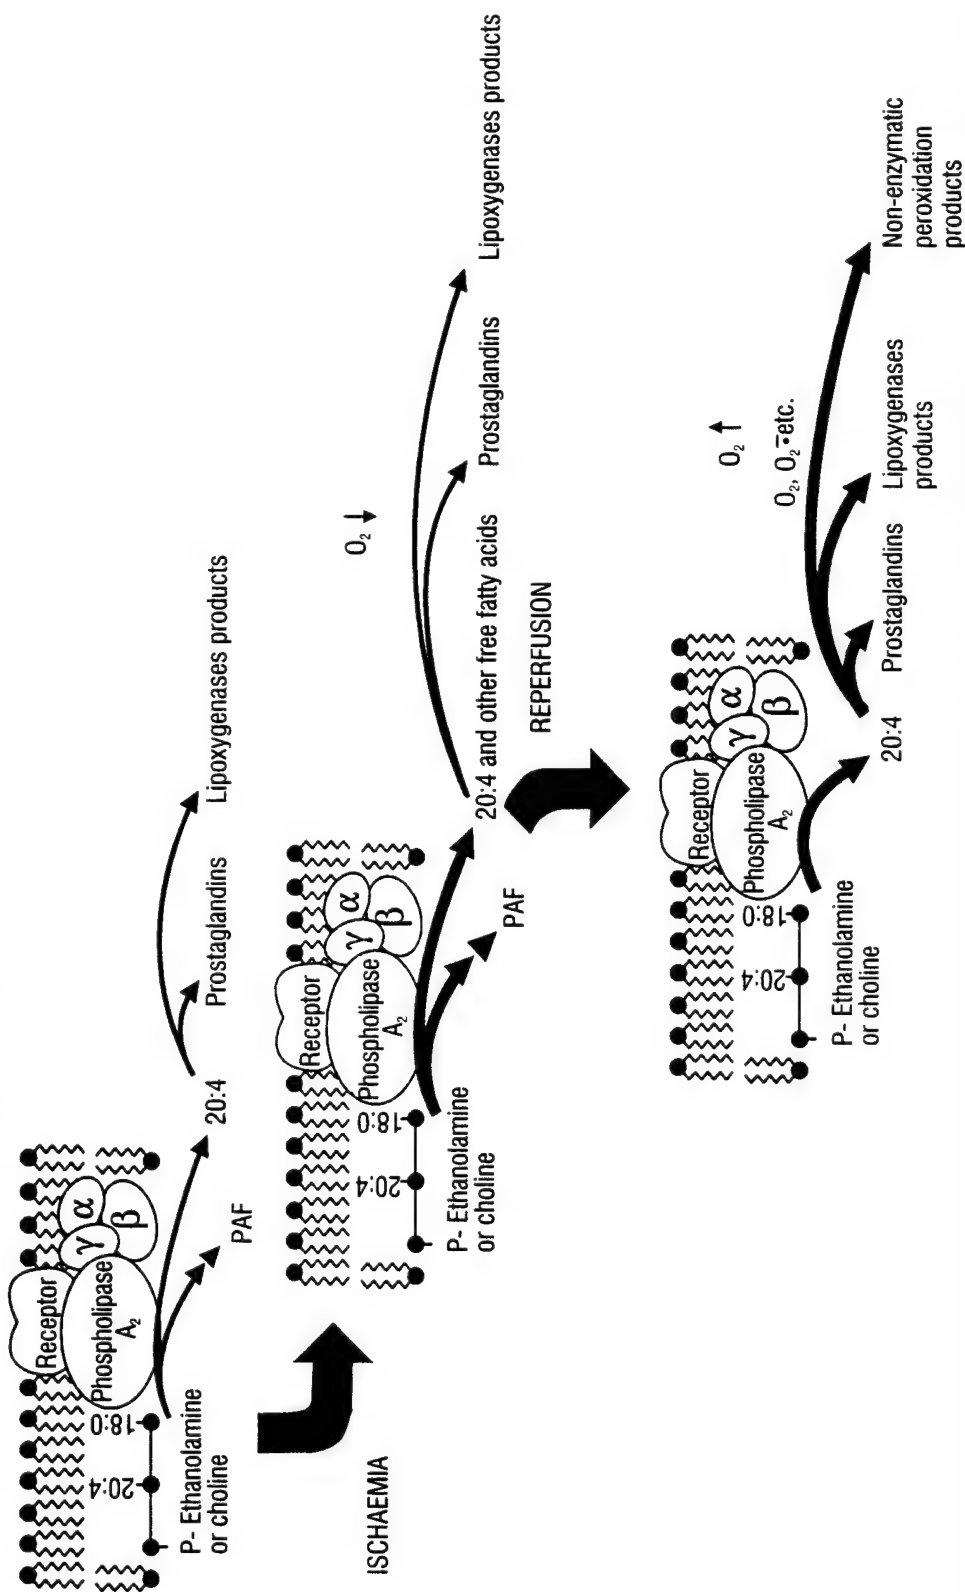 Receptor
Phospholipase
A₂
γ
α
β
18:0
20:4
P- Ethanolamine
or choline
PAF
20:4
Prostaglandins
Lipoxygenases products
ISCHAEMIA
Receptor
Phospholipase
A₂
γ
α
β
18:0
20:4
P- Ethanolamine
or choline
PAF
20:4 and other free fatty acids
O₂ ↓
Prostaglandins
Lipoxygenases products
REPERFUSION
Receptor
Phospholipase
A₂
γ
α
β
18:0
20:4
P- Ethanolamine
or choline
20:4
O₂ ↑
O₂, O₂⁻• etc.
Prostaglandins
Lipoxygenases
products
Non-enzymatic
peroxidation
products